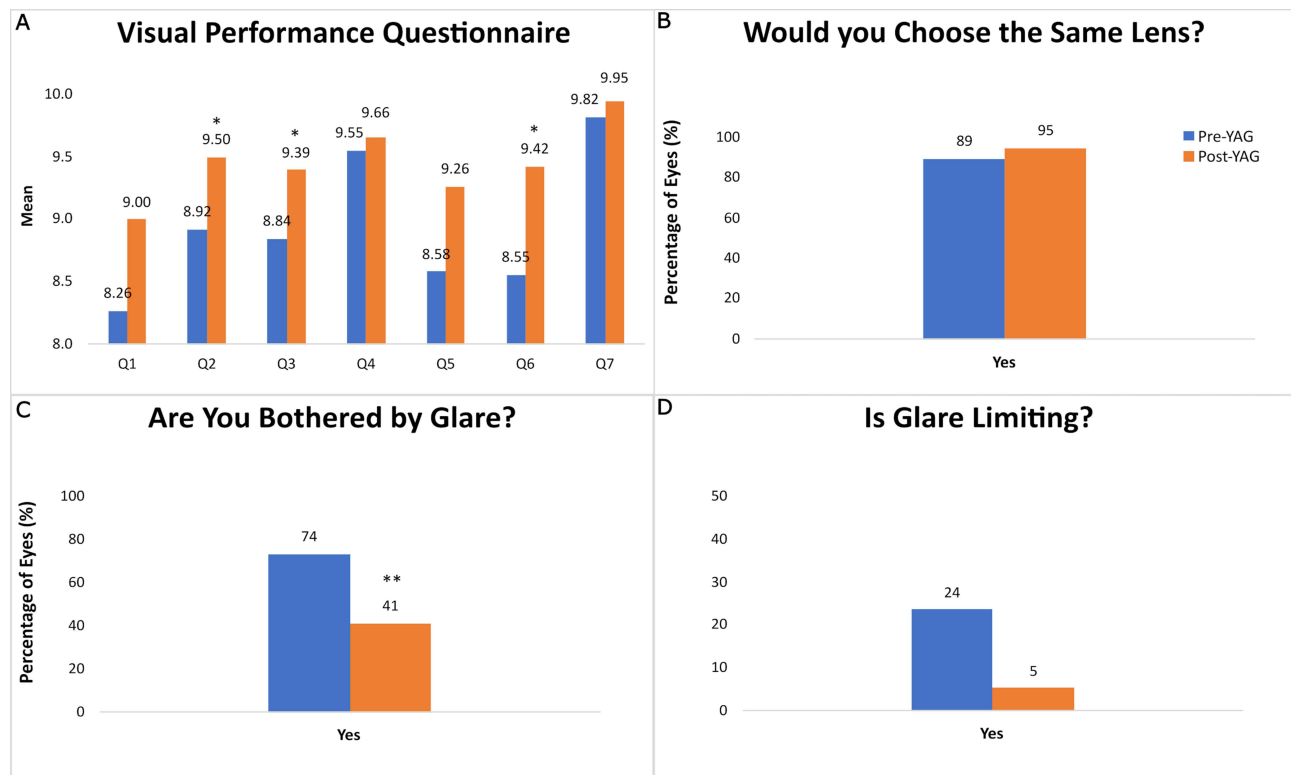 A
Visual Performance Questionnaire
Mean
10.0
9.5
9.0
8.5
8.0
8.26
9.00
8.92
*
9.50
8.84
*
9.39
9.55
9.66
8.58
9.26
8.55
*
9.42
9.82
9.95
Q1 Q2 Q3 Q4 Q5 Q6 Q7
B
Would you Choose the Same Lens?
Percentage of Eyes (%)
100
80
60
40
20
0
89
95
Pre-YAG
Post-YAG
Yes
C
Are You Bothered by Glare?
Percentage of Eyes (%)
100
80
60
40
20
0
74
**
41
Yes
D
Is Glare Limiting?
50
40
30
20
10
0
24
5
Yes